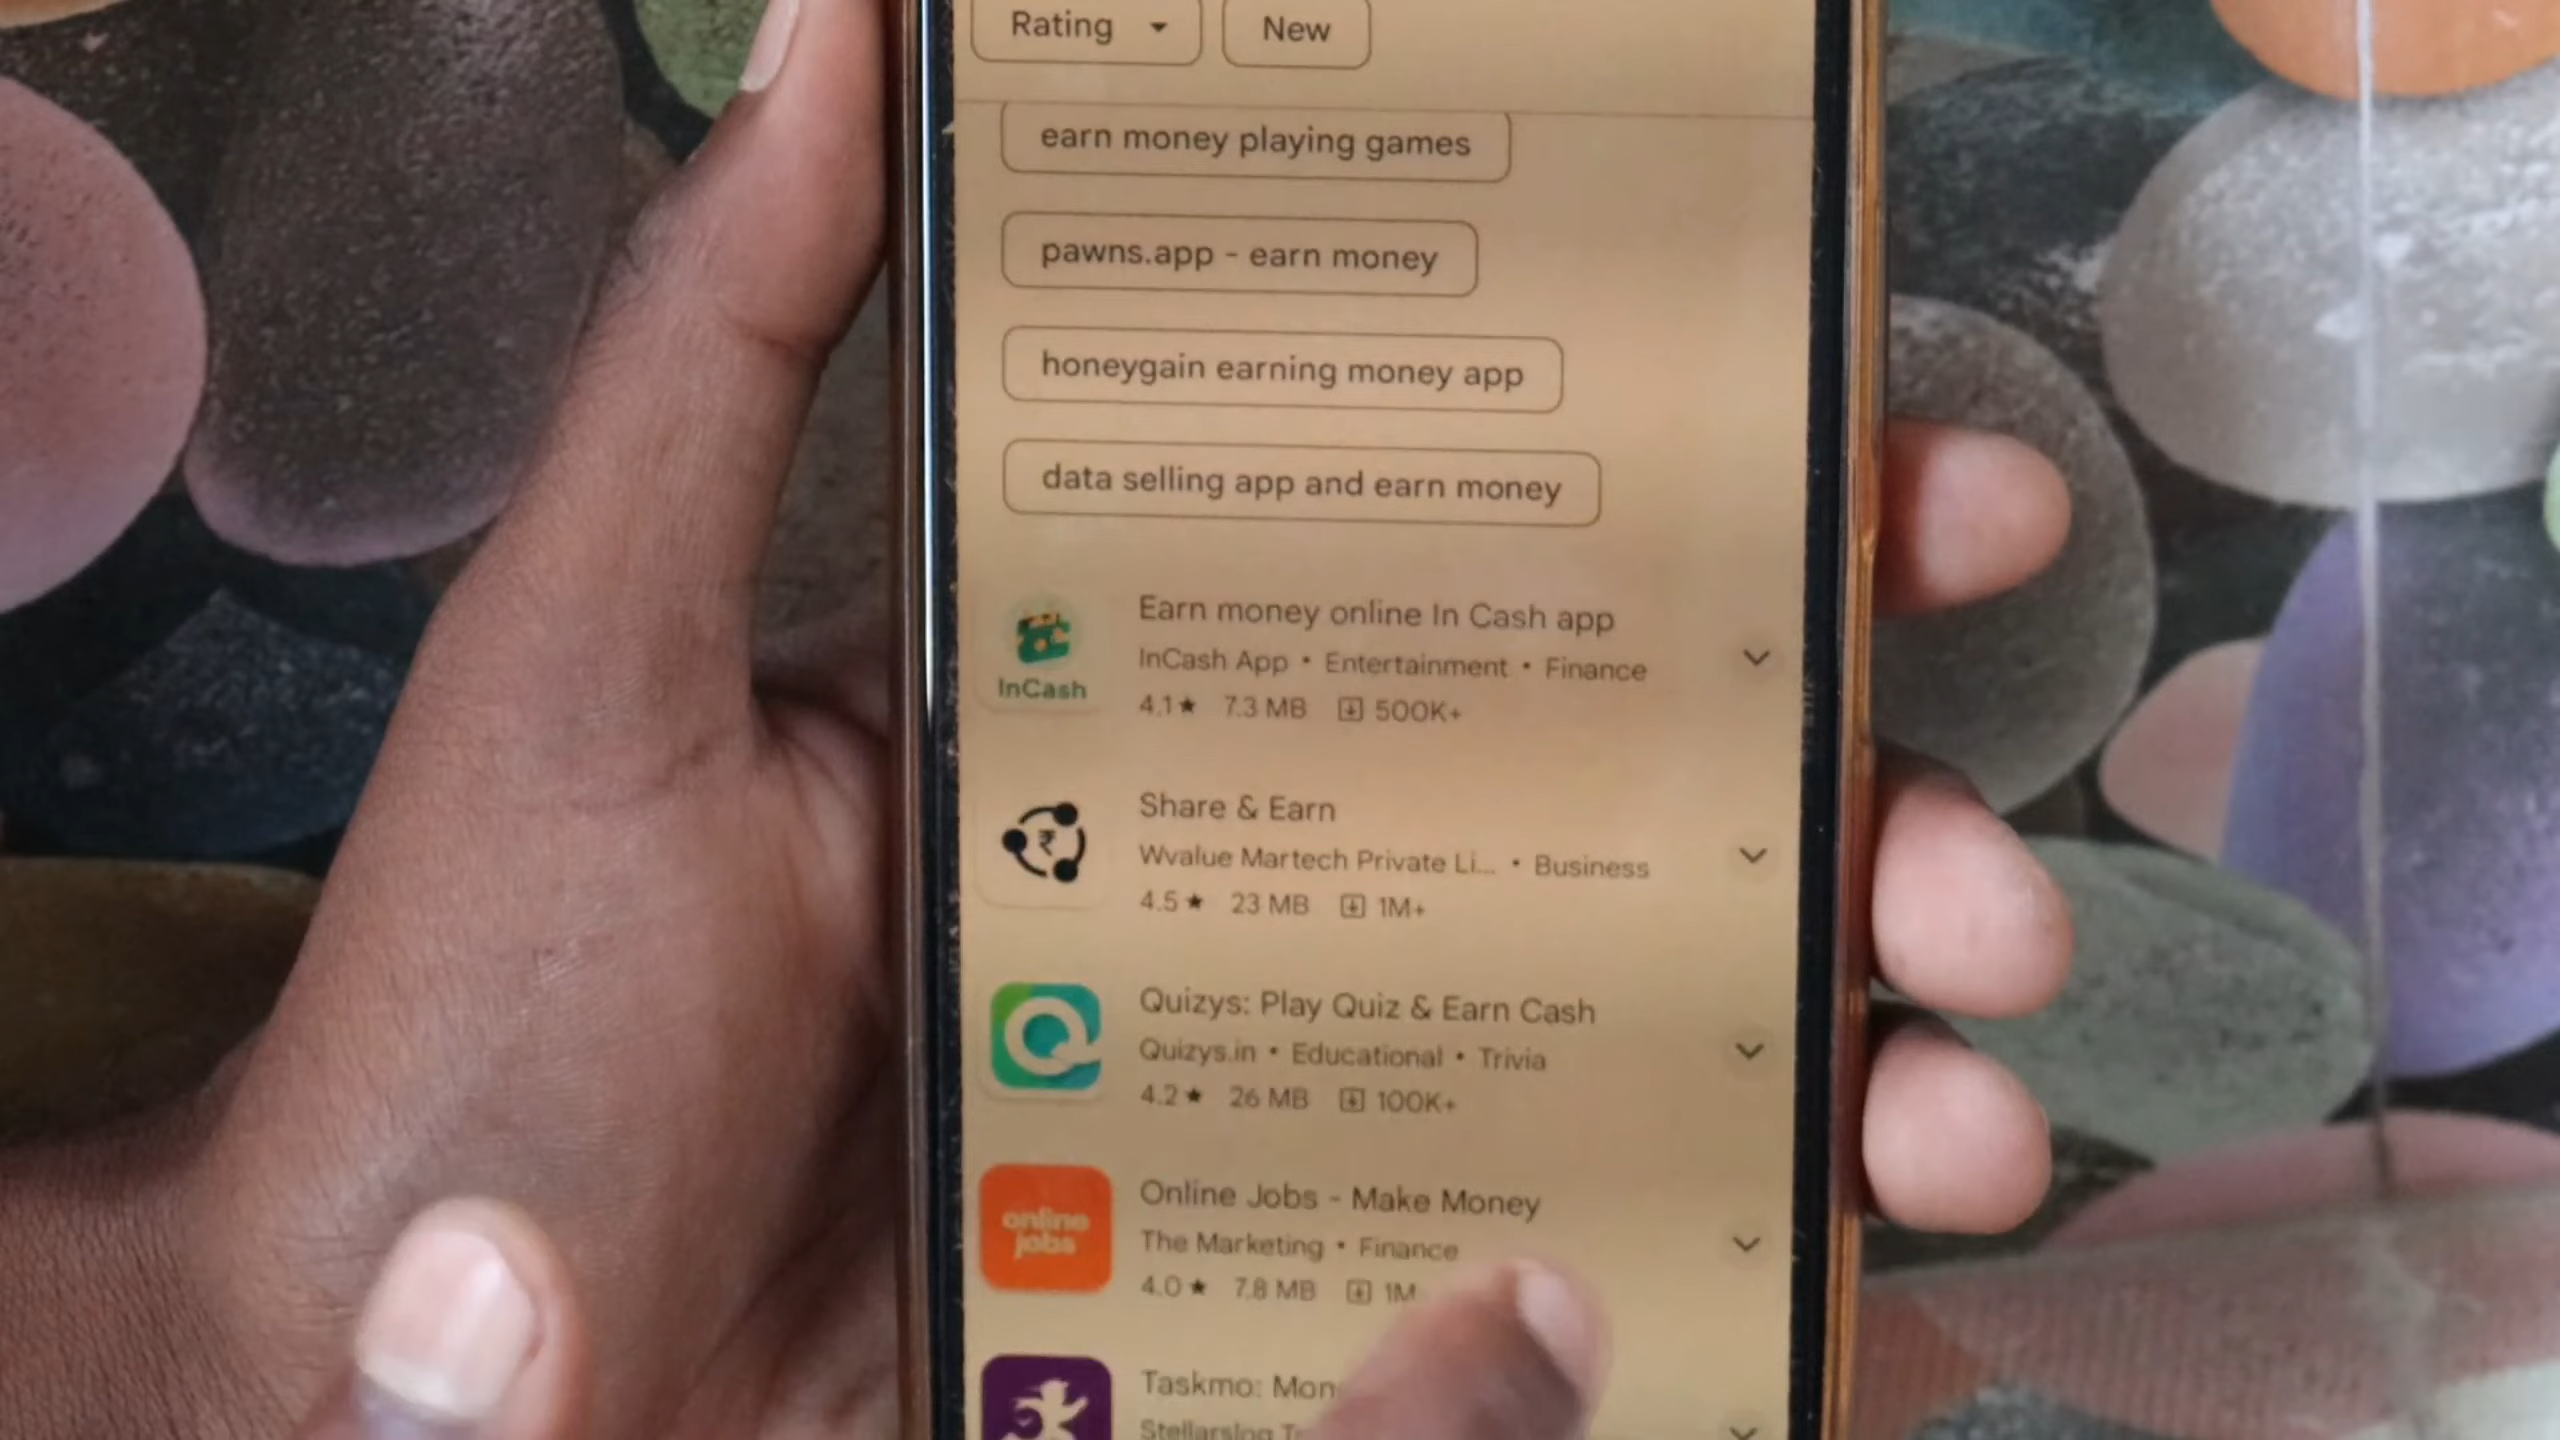 Rating
New
earn money playing games
pawns.app - earn money
honeygain earning money app
data selling app and earn money
InCash
Earn money online In Cash app
InCash App • Entertainment • Finance
4.1★ 7.3 MB 500K+
₹
Share & Earn
Wvalue Martech Private Li... • Business
4.5★ 23 MB 1M+
Quizys: Play Quiz & Earn Cash
Quizys.in • Educational • Trivia
4.2★ 26 MB 100K+
online
jobs
Online Jobs - Make Money
The Marketing • Finance
4.0★ 7.8 MB 1M
Taskmo: Mon